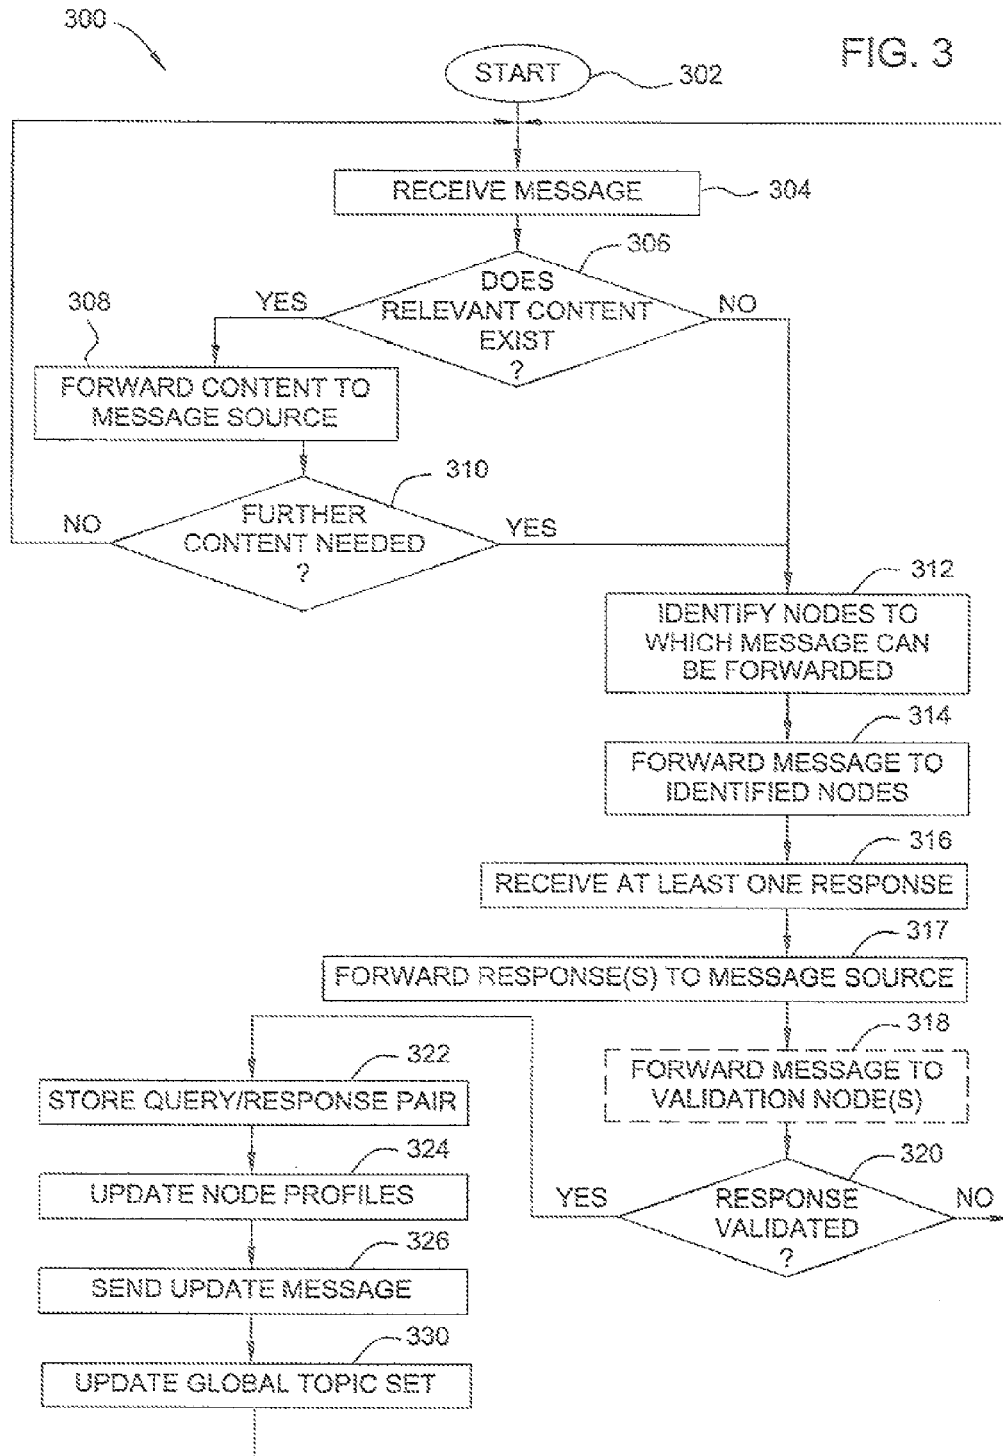 300
FIG. 3
START
302
RECEIVE MESSAGE
304
306
DOES
RELEVANT CONTENT
EXIST
?
YES
NO
308
FORWARD CONTENT TO
MESSAGE SOURCE
310
FURTHER
CONTENT NEEDED
?
NO
YES
312
IDENTIFY NODES TO
WHICH MESSAGE CAN
BE FORWARDED
314
FORWARD MESSAGE TO
IDENTIFIED NODES
316
RECEIVE AT LEAST ONE RESPONSE
317
FORWARD RESPONSE(S) TO MESSAGE SOURCE
318
FORWARD MESSAGE TO
VALIDATION NODE(S)
320
RESPONSE
VALIDATED
?
YES
NO
322
STORE QUERY/RESPONSE PAIR
324
UPDATE NODE PROFILES
326
SEND UPDATE MESSAGE
330
UPDATE GLOBAL TOPIC SET